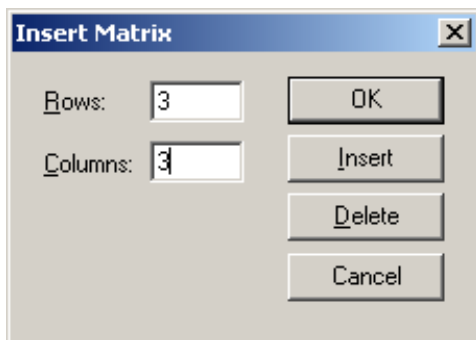 Insert Matrix
Rows: 3
OK
Columns: 3
Insert
Delete
Cancel